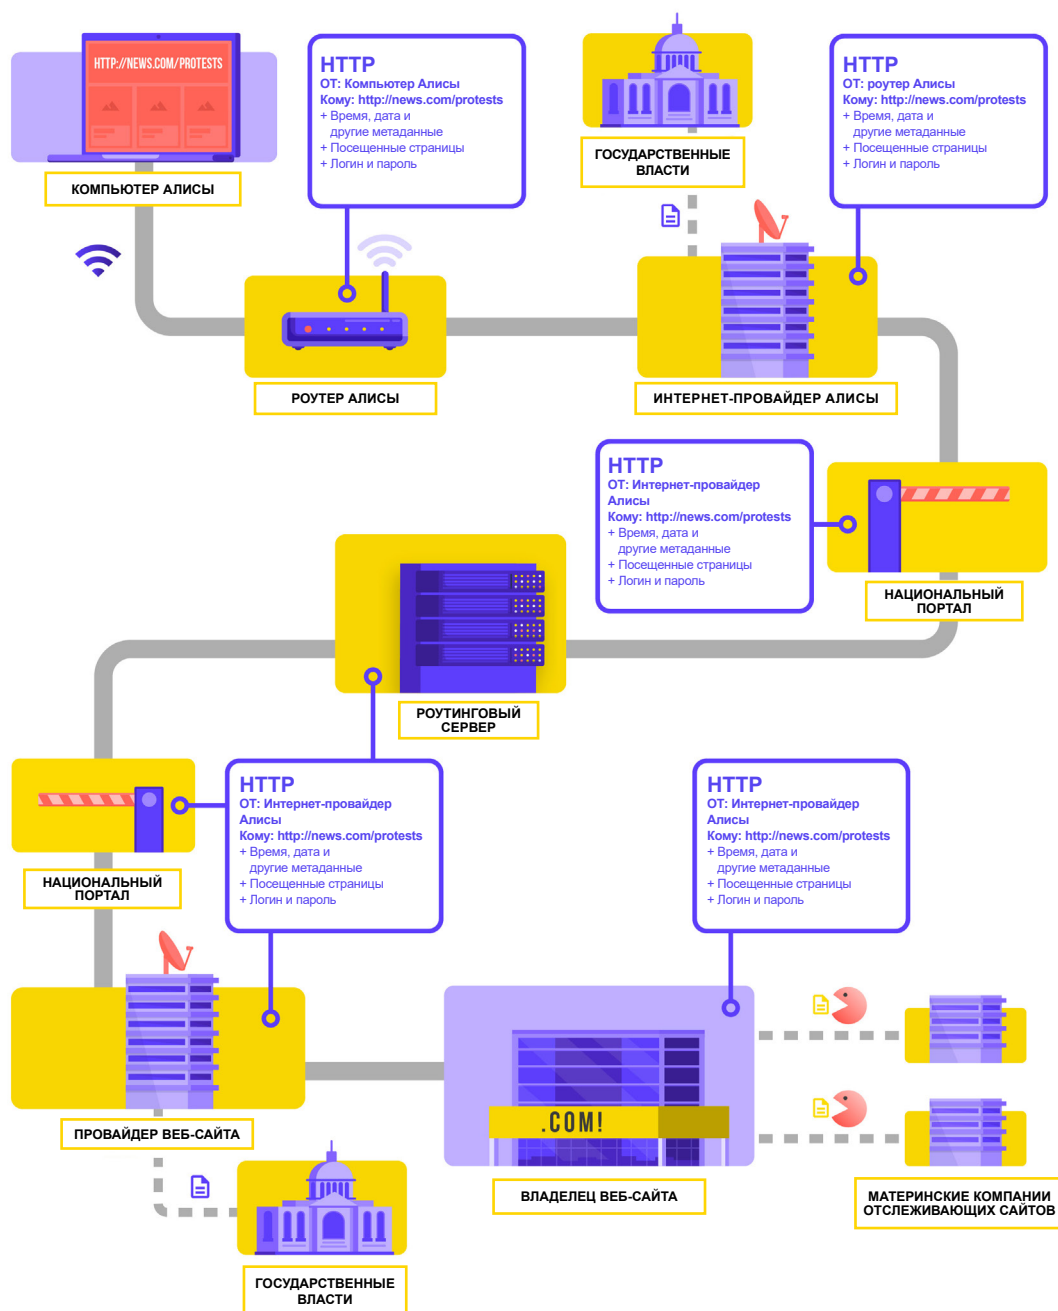 HTTP://NEWS.COM/PROTESTS
КОМПЬЮТЕР АЛИСЫ
HTTP
ОТ: Компьютер Алисы
Кому: http://news.com/protests
+ Время, дата и
другие метаданные
+ Посещенные страницы
+ Логин и пароль
ГОСУДАРСТВЕННЫЕ
ВЛАСТИ
HTTP
ОТ: роутер Алисы
Кому: http://news.com/protests
+ Время, дата и
другие метаданные
+ Посещенные страницы
+ Логин и пароль
РОУТЕР АЛИСЫ
ИНТЕРНЕТ-ПРОВАЙДЕР АЛИСЫ
HTTP
ОТ: Интернет-провайдер
Алисы
Кому: http://news.com/protests
+ Время, дата и
другие метаданные
+ Посещенные страницы
+ Логин и пароль
НАЦИОНАЛЬНЫЙ
ПОРТАЛ
РОУТИНГОВЫЙ
СЕРВЕР
НАЦИОНАЛЬНЫЙ
ПОРТАЛ
HTTP
ОТ: Интернет-провайдер
Алисы
Кому: http://news.com/protests
+ Время, дата и
другие метаданные
+ Посещенные страницы
+ Логин и пароль
HTTP
ОТ: Интернет-провайдер
Алисы
Кому: http://news.com/protests
+ Время, дата и
другие метаданные
+ Посещенные страницы
+ Логин и пароль
ПРОВАЙДЕР ВЕБ-САЙТА
.COM!
ВЛАДЕЛЕЦ ВЕБ-САЙТА
МАТЕРИНСКИЕ КОМПАНИИ
ОТСЛЕЖИВАЮЩИХ САЙТОВ
ГОСУДАРСТВЕННЫЕ
ВЛАСТИ